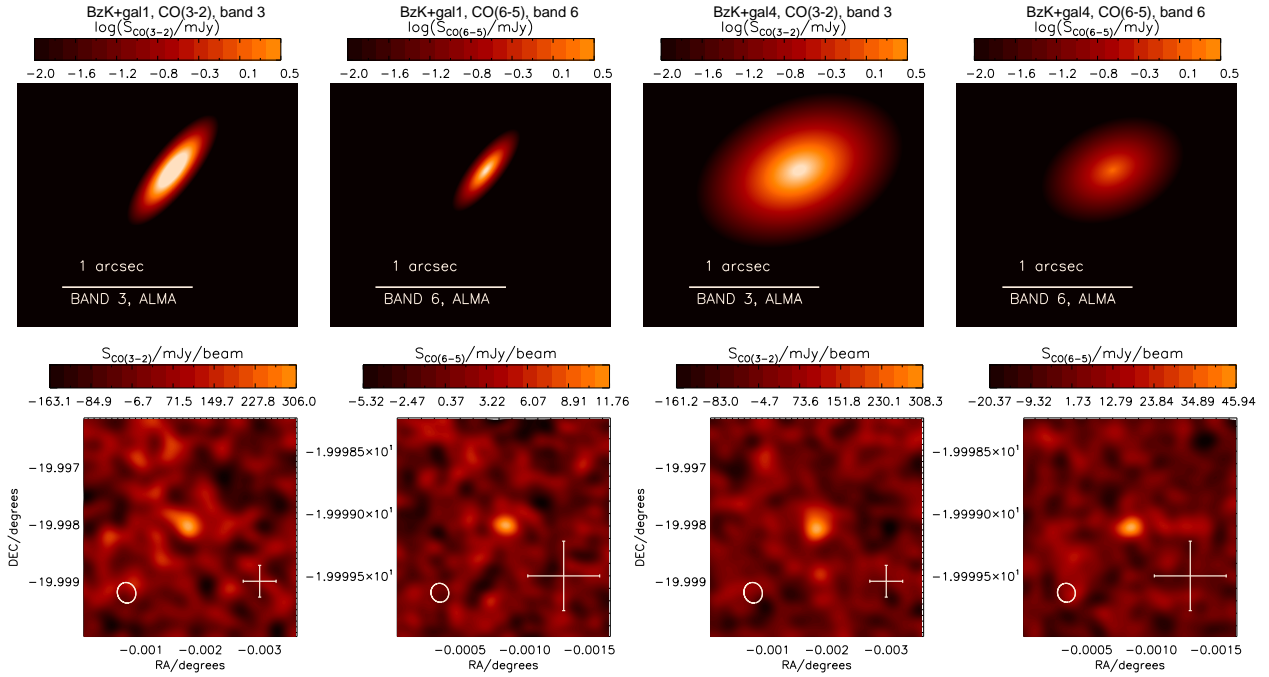 BzK+gal1, CO(3-2), band 3
log(S_CO(3-2)/mJy)
-2.0 -1.6 -1.2 -0.8 -0.3 0.1 0.5
1 arcsec
BAND 3, ALMA
BzK+gal1, CO(6-5), band 6
log(S_CO(6-5)/mJy)
-2.0 -1.6 -1.2 -0.8 -0.3 0.1 0.5
1 arcsec
BAND 6, ALMA
BzK+gal4, CO(3-2), band 3
log(S_CO(3-2)/mJy)
-2.0 -1.6 -1.2 -0.8 -0.3 0.1 0.5
1 arcsec
BAND 3, ALMA
BzK+gal4, CO(6-5), band 6
log(S_CO(6-5)/mJy)
-2.0 -1.6 -1.2 -0.8 -0.3 0.1 0.5
1 arcsec
BAND 6, ALMA
S_CO(3-2)/mJy/beam
-163.1 -84.9 -6.7 71.5 149.7 227.8 306.0
DEC/degrees
-19.997
-19.998
-19.999
-0.001 -0.002 -0.003
RA/degrees
S_CO(6-5)/mJy/beam
-5.32 -2.47 0.37 3.22 6.07 8.91 11.76
-1.99985×10¹
-1.99990×10¹
-1.99995×10¹
-0.0005 -0.0010 -0.0015
RA/degrees
S_CO(3-2)/mJy/beam
-161.2 -83.0 -4.7 73.6 151.8 230.1 308.3
DEC/degrees
-19.997
-19.998
-19.999
-0.001 -0.002 -0.003
RA/degrees
S_CO(6-5)/mJy/beam
-20.37 -9.32 1.73 12.79 23.84 34.89 45.94
-1.99985×10¹
-1.99990×10¹
-1.99995×10¹
-0.0005 -0.0010 -0.0015
RA/degrees